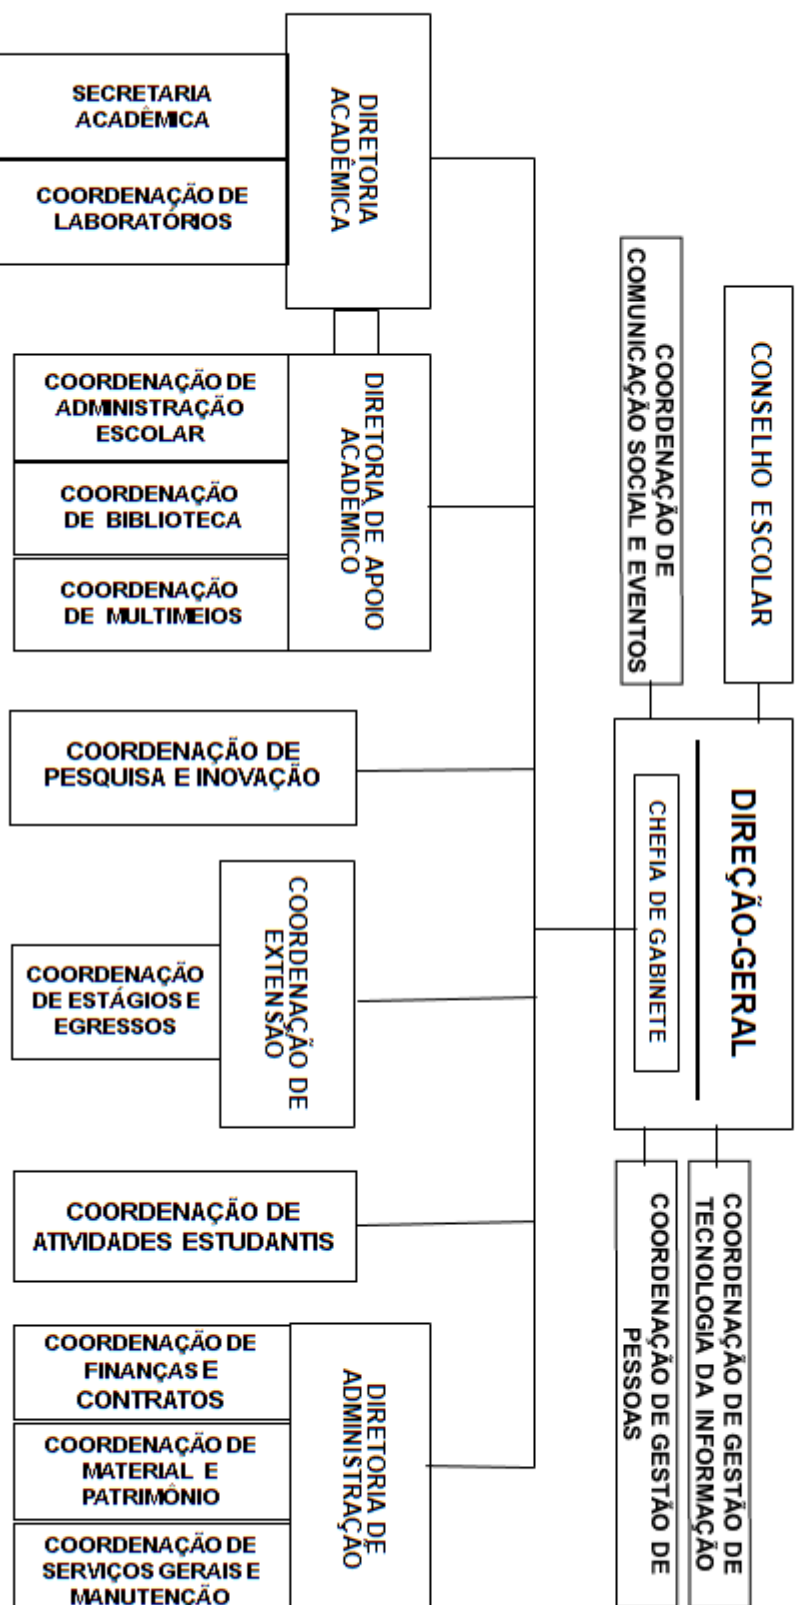 CONSELHO ESCOLAR
COORDENAÇÃO DE
COMUNICAÇÃO SOCIAL E EVENTOS
DIREÇÃO-GERAL
CHEFIA DE GABINETE
COORDENAÇÃO DE GESTÃO DE
TECNOLOGIA DA INFORMAÇÃO
COORDENAÇÃO DE GESTÃO DE
PESSOAS
DIRETORIA
ACADÊMICA
SECRETARIA
ACADÊMICA
COORDENAÇÃO DE
LABORATÓRIOS
DIRETORIA DE APOIO
ACADÊMICO
COORDENAÇÃO DE
ADMINISTRAÇÃO
ESCOLAR
COORDENAÇÃO
DE BIBLIOTECA
COORDENAÇÃO
DE MULTIMEIOS
COORDENAÇÃO DE
PESQUISA E INOVAÇÃO
COORDENAÇÃO DE
EXTENSÃO
COORDENAÇÃO
DE ESTÁGIOS E
EGRESSOS
COORDENAÇÃO DE
ATIVIDADES ESTUDANTIS
DIRETORIA DE
ADMINISTRAÇÃO
COORDENAÇÃO DE
FINANÇAS E
CONTRATOS
COORDENAÇÃO DE
MATERIAL E
PATRIMÔNIO
COORDENAÇÃO DE
SERVIÇOS GERAIS E
MANUTENÇÃO